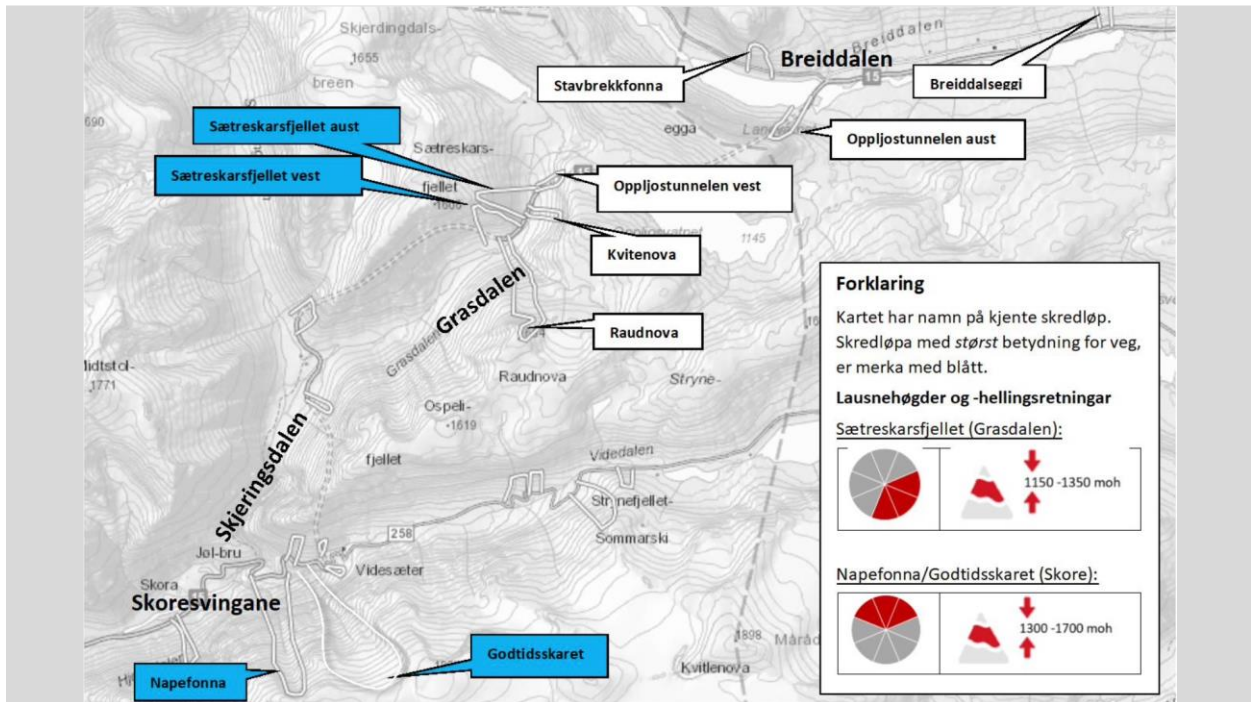 Skjerdingdals-
1655
breen
Breiddalen
Breiddalen
Stavbrekkfonna
15
Breiddalseggi
690
Sætreskarsfjellet aust
egga
Oppljostunnelen aust
Sætreskars-
Sætreskarsfjellet vest
Oppljostunnelen vest
fjellet
1145
Kvitenova
Grasdalen
Forklaring
Kartet har namn på kjente skredløp.
Skredløpa med størst betydning for veg,
er merka med blått.
Raudnova
Grasdalen
Raudnova
Stryne-
1771
Ospeli-
1619
Lausnehøgder og -hellingsretningar
Sætreskarsfjellet (Grasdalen):
1150 -1350 moh
fjellet
Videdalen
Skjeringsdalen
Strynefjellet-
Sommarski
258
Jøl-bru
Videsæter
Skora
Skoresvingane
Napefonna/Godtidsskaret (Skore):
1300 -1700 moh
1898
Godtidsskaret
Kvitlenova
Napefonna